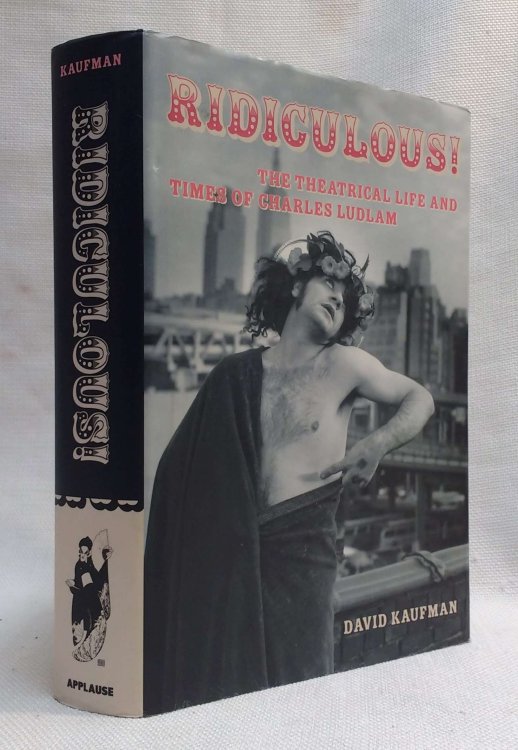 KAUFMAN
RIDICULOUS!
APPLAUSE
RIDICULOUS!
THE THEATRICAL LIFE AND
TIMES OF CHARLES LUDLAM
DAVID KAUFMAN